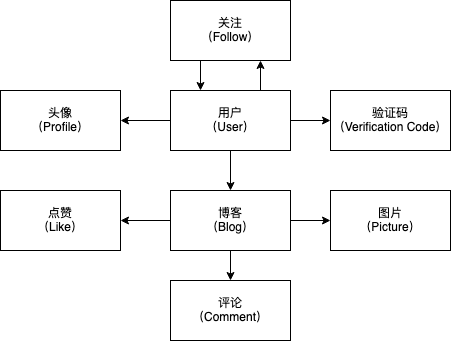 关注
（Follow）
头像
（Profile）
用户
（User）
验证码
（Verification Code）
点赞
（Like）
博客
（Blog）
图片
（Picture）
评论
（Comment）